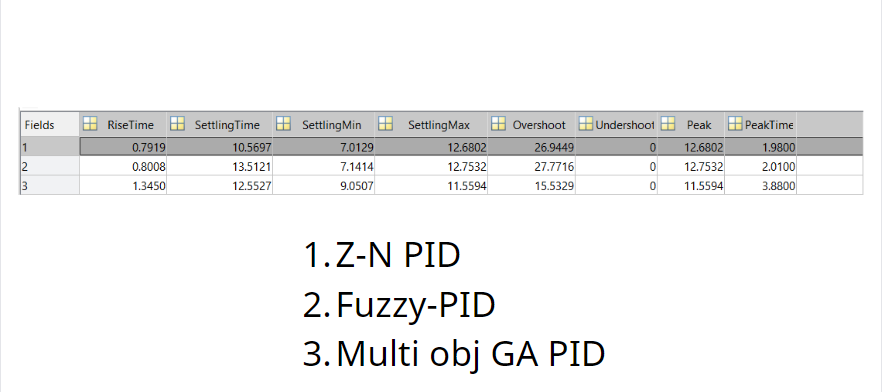 Fields RiseTime SettlingTime SettlingMin SettlingMax Overshoot Undershoot Peak PeakTime
1 0.7919 10.5697 7.0129 12.6802 26.9449 0 12.6802 1.9800
2 0.8008 13.5121 7.1414 12.7532 27.7716 0 12.7532 2.0100
3 1.3450 12.5527 9.0507 11.5594 15.5329 0 11.5594 3.8800
1. Z-N PID
2. Fuzzy-PID
3. Multi obj GA PID